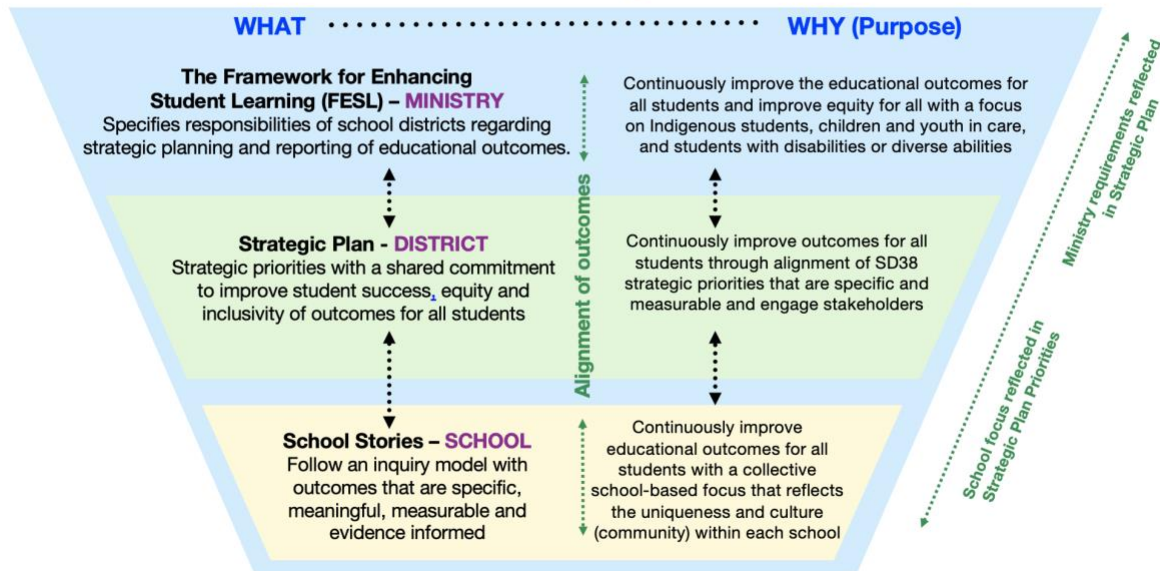 WHAT
WHY (Purpose)
The Framework for Enhancing
Student Learning (FESL) – MINISTRY
Specifies responsibilities of school districts regarding
strategic planning and reporting of educational outcomes.
Continuously improve the educational outcomes for
all students and improve equity for all with a focus
on Indigenous students, children and youth in care,
and students with disabilities or diverse abilities
Strategic Plan - DISTRICT
Strategic priorities with a shared commitment
to improve student success, equity and
inclusivity of outcomes for all students
Continuously improve outcomes for all
students through alignment of SD38
strategic priorities that are specific and
measurable and engage stakeholders
School Stories – SCHOOL
Follow an inquiry model with
outcomes that are specific,
meaningful, measurable and
evidence informed
Continuously improve
educational outcomes for all
students with a collective
school-based focus that reflects
the uniqueness and culture
(community) within each school
Alignment of outcomes
Ministry requirements reflected
in Strategic Plan
School focus reflected in
Strategic Plan Priorities